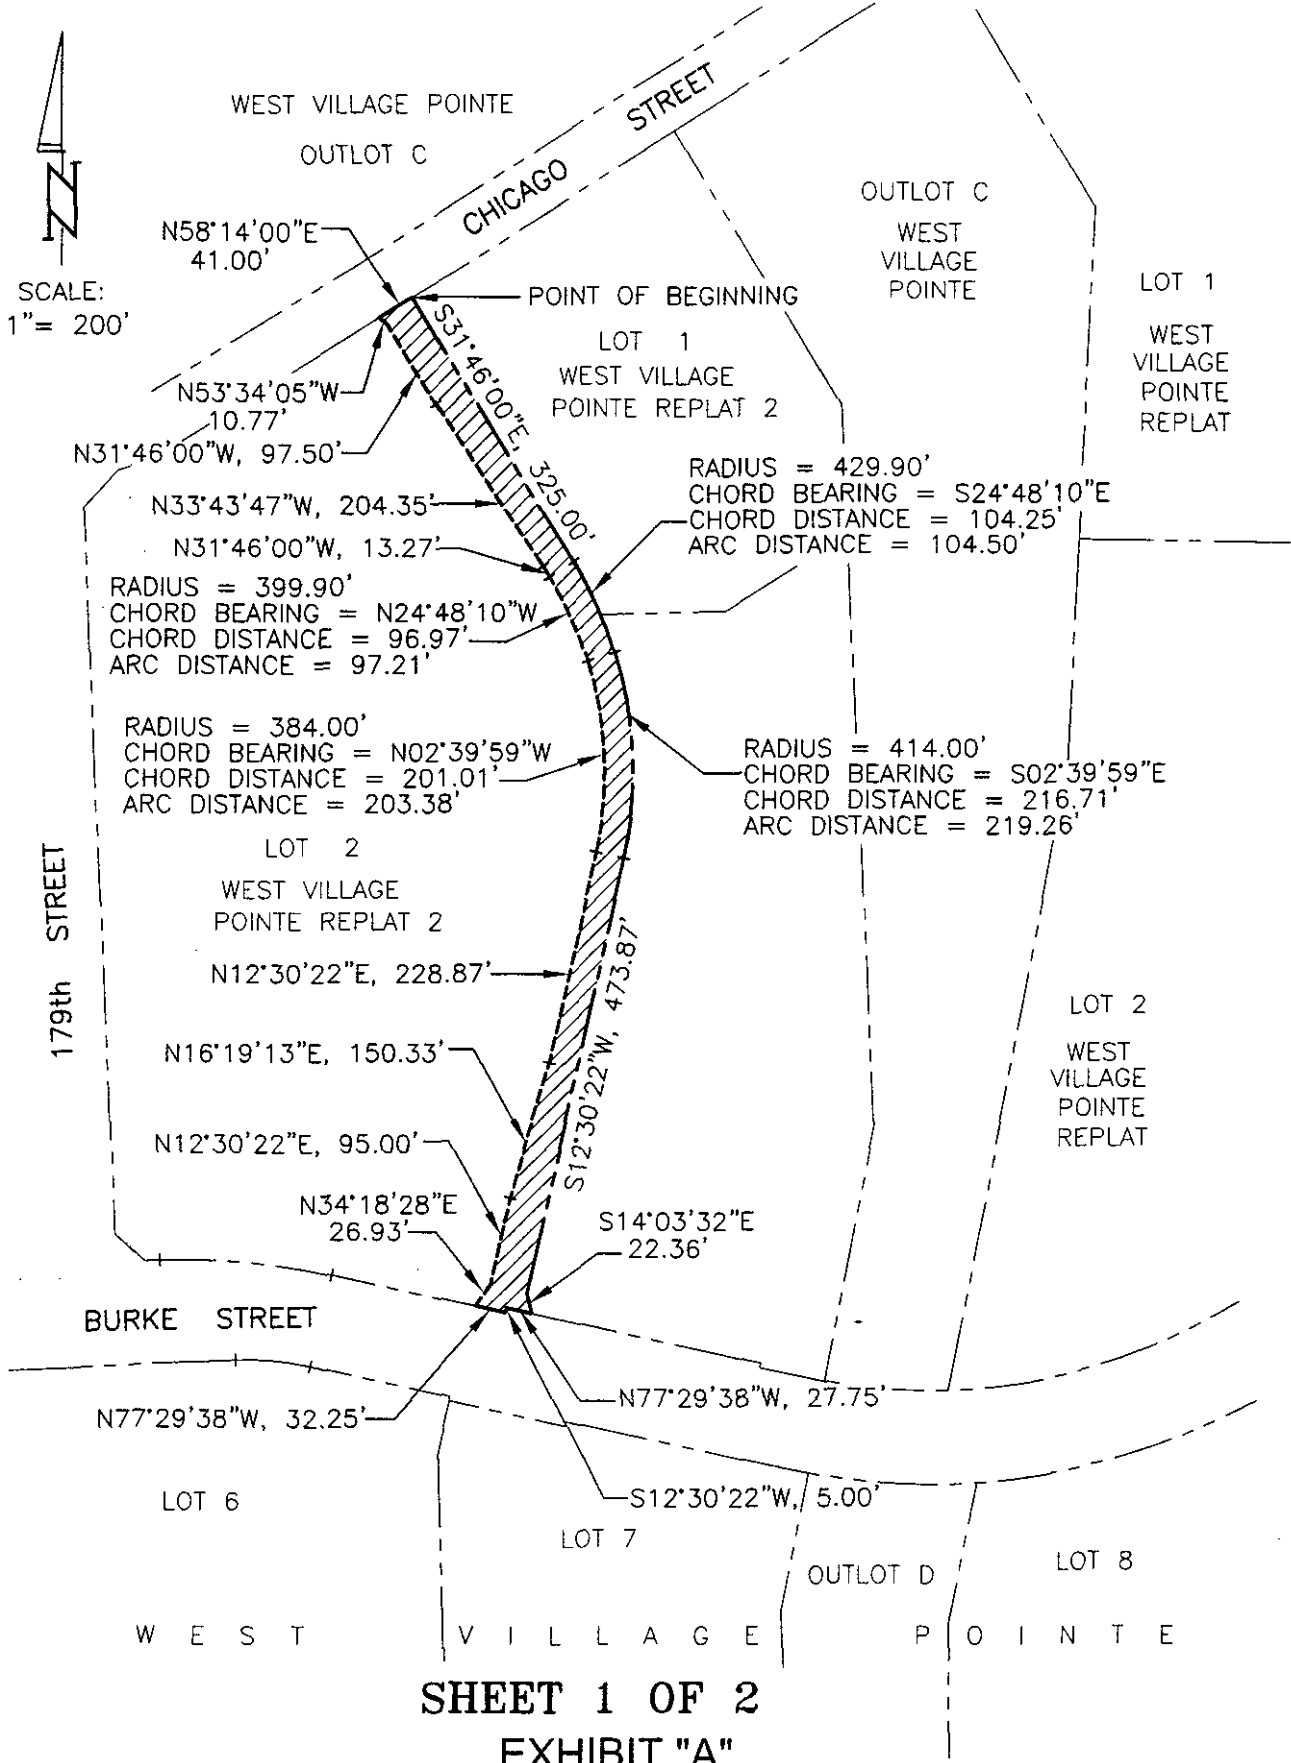 WEST VILLAGE POINTE
OUTLOT C
CHICAGO STREET
N58°14'00"E
41.00'
N
SCALE:
1"= 200'
POINT OF BEGINNING
OUTLOT C
WEST
VILLAGE
POINTE
LOT 1
WEST
VILLAGE
POINTE
REPLAT
LOT 1
WEST VILLAGE
POINTE REPLAT 2
S31°46'00"E, 325.00'
N53°34'05"W
10.77'
N31°46'00"W, 97.50'
N33°43'47"W, 204.35'
N31°46'00"W, 13.27'
RADIUS = 429.90'
CHORD BEARING = S24°48'10"E
CHORD DISTANCE = 104.25'
ARC DISTANCE = 104.50'
RADIUS = 399.90'
CHORD BEARING = N24°48'10"W
CHORD DISTANCE = 96.97'
ARC DISTANCE = 97.21'
RADIUS = 384.00'
CHORD BEARING = N02°39'59"W
CHORD DISTANCE = 201.01'
ARC DISTANCE = 203.38'
RADIUS = 414.00'
CHORD BEARING = S02°39'59"E
CHORD DISTANCE = 216.71'
ARC DISTANCE = 219.26'
LOT 2
WEST VILLAGE
POINTE REPLAT 2
179th STREET
N12°30'22"E, 228.87'
S12°30'22"W, 473.87'
N16°19'13"E, 150.33'
N12°30'22"E, 95.00'
LOT 2
WEST
VILLAGE
POINTE
REPLAT
N34°18'28"E
26.93'
S14°03'32"E
22.36'
BURKE STREET
N77°29'38"W, 27.75'
N77°29'38"W, 32.25'
S12°30'22"W, 5.00'
LOT 6
LOT 7
OUTLOT D
LOT 8
WEST VILLAGE POINTE
SHEET 1 OF 2
EXHIBIT "A"